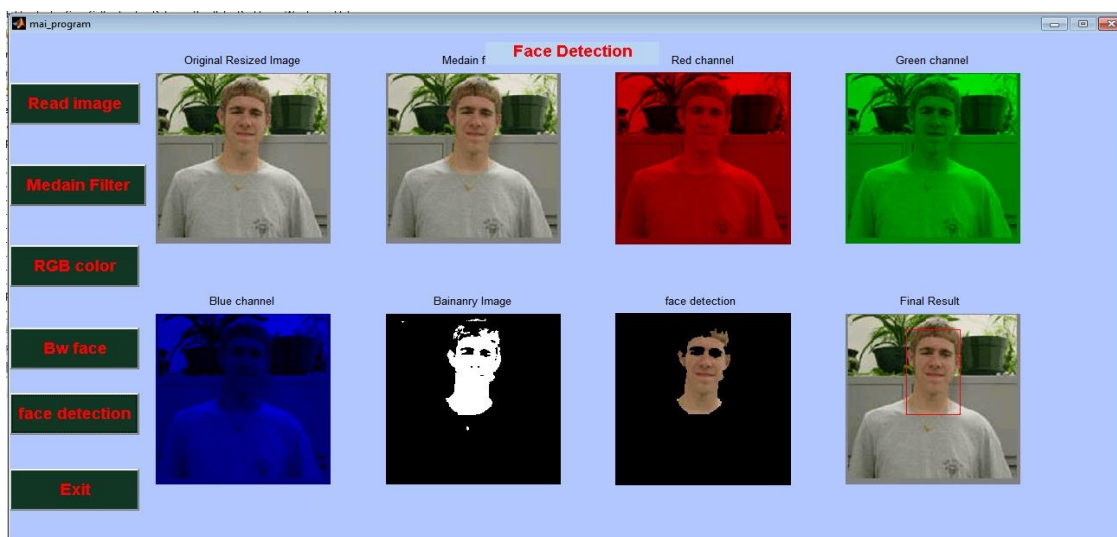 mai_program
Face Detection
Original Resized Image
Medain f
Red channel
Green channel
Read image
Medain Filter
RGB color
Blue channel
Bainanry Image
face detection
Final Result
Bw face
face detection
Exit